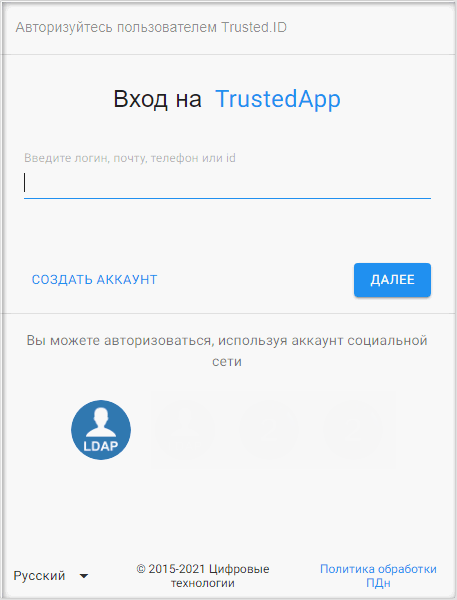 Авторизуйтесь пользователем Trusted.ID
Вход на TrustedApp
Введите логин, почту, телефон или id
СОЗДАТЬ АККАУНТ
ДАЛЕЕ
Вы можете авторизоваться, используя аккаунт социальной
сети
LDAP
Русский
© 2015-2021 Цифровые
технологии
Политика обработки
ПДн